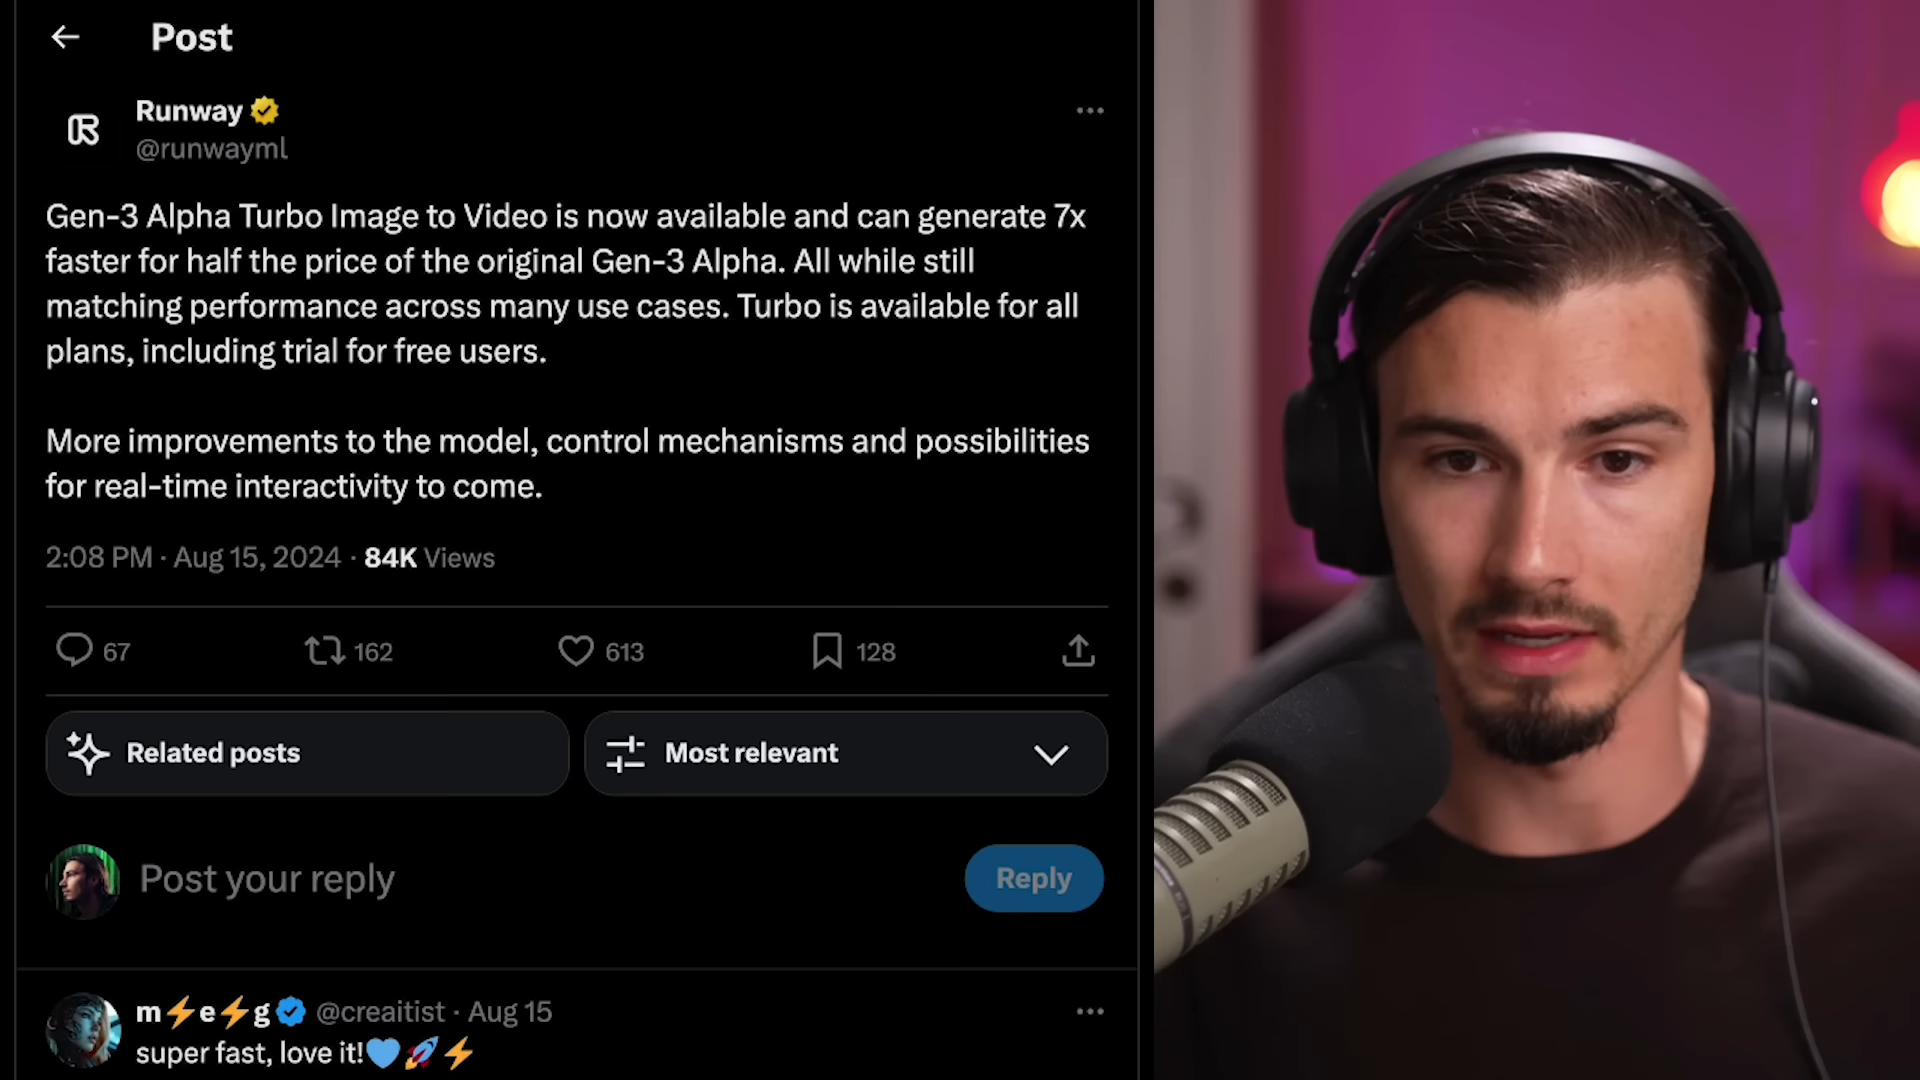 Post
Runway
@runwayml
Gen-3 Alpha Turbo Image to Video is now available and can generate 7x
faster for half the price of the original Gen-3 Alpha. All while still
matching performance across many use cases. Turbo is available for all
plans, including trial for free users.
More improvements to the model, control mechanisms and possibilities
for real-time interactivity to come.
2:08 PM · Aug 15, 2024 · 84K Views
67 162 613 128
Related posts Most relevant
Post your reply Reply
m⚡e⚡g @creaitist · Aug 15
super fast, love it!💙🚀⚡